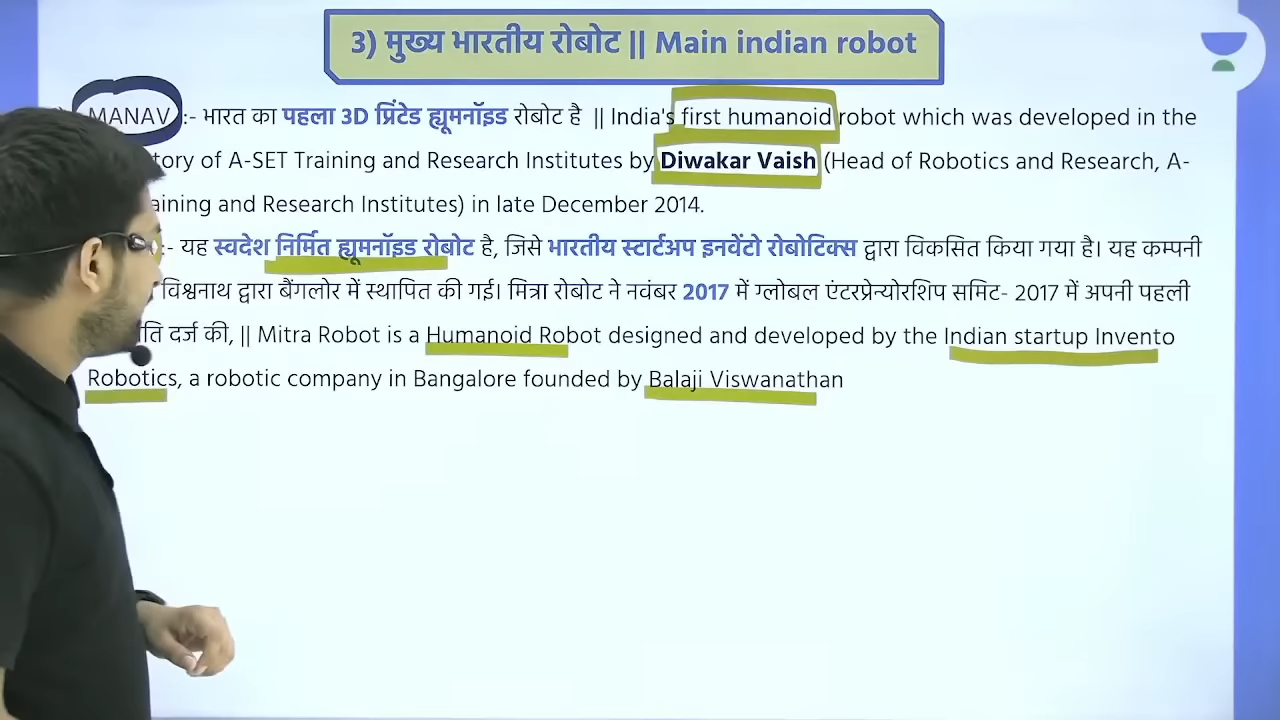 3) मुख्य भारतीय रोबोट || Main indian robot
MANAV :- भारत का पहला 3D प्रिंटेड ह्यूमनॉइड रोबोट है || India's first humanoid robot which was developed in the
tory of A-SET Training and Research Institutes by Diwakar Vaish (Head of Robotics and Research, A-
aining and Research Institutes) in late December 2014.
:- यह स्वदेश निर्मित ह्यूमनॉइड रोबोट है, जिसे भारतीय स्टार्टअप इनवेंटो रोबोटिक्स द्वारा विकसित किया गया है। यह कम्पनी
विश्वनाथ द्वारा बैंगलोर में स्थापित की गई। मित्रा रोबोट ने नवंबर 2017 में ग्लोबल एंटरप्रेन्योरशिप समिट- 2017 में अपनी पहली
ति दर्ज की, || Mitra Robot is a Humanoid Robot designed and developed by the Indian startup Invento
Robotics, a robotic company in Bangalore founded by Balaji Viswanathan